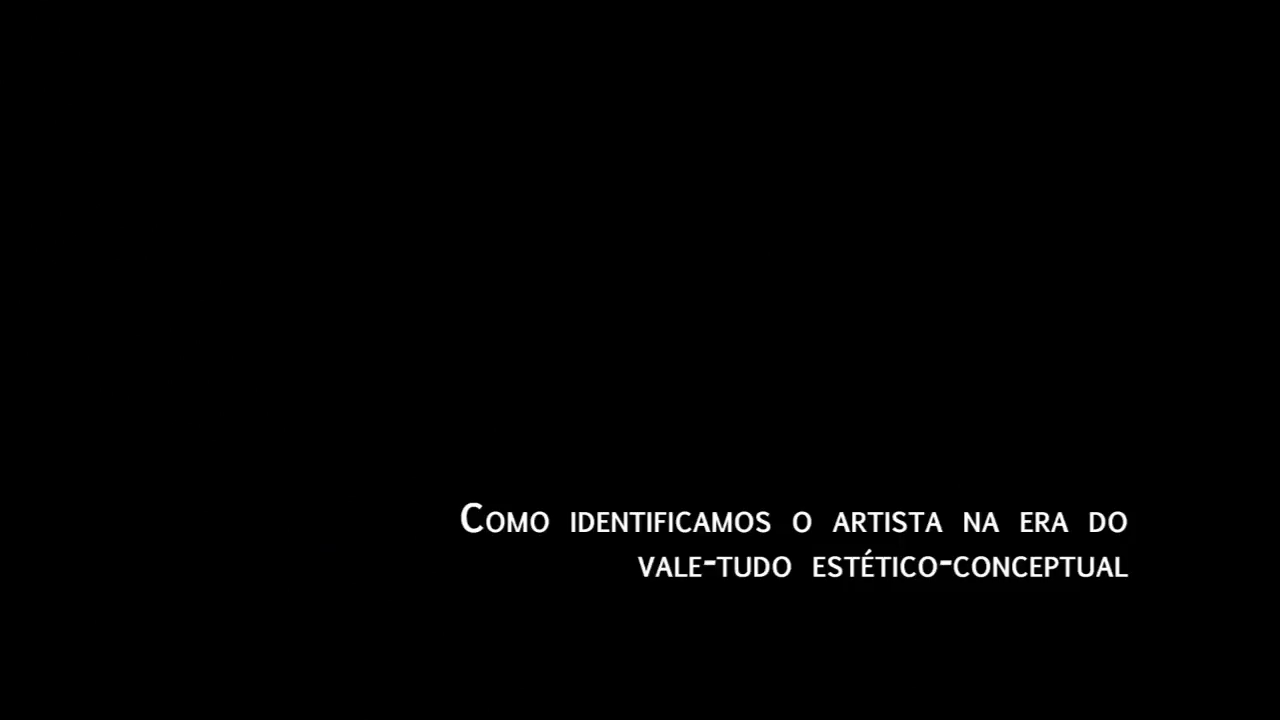 Como identificamos o artista na era do
vale-tudo estético-conceptual